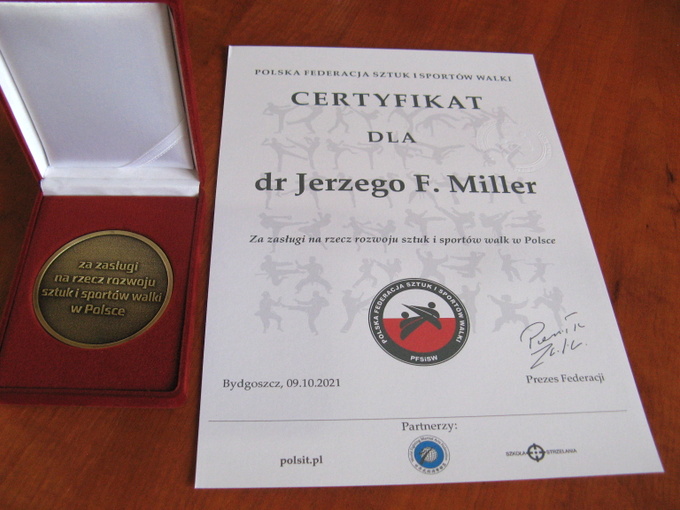 za zasługi
na rzecz rozwoju
sztuk i sportów walki
w Polsce
POLSKA FEDERACJA SZTUK I SPORTÓW WALKI
CERTYFIKAT
DLA
dr Jerzego F. Miller
Za zasługi na rzecz rozwoju sztuk i sportów walk w Polsce
POLSKA FEDERACJA SZTUK I SPORTÓW WALKI
PFSiSW
Bydgoszcz, 09.10.2021
Prezes Federacji
Partnerzy:
polsit.pl
SZKOŁA STRZELANIA